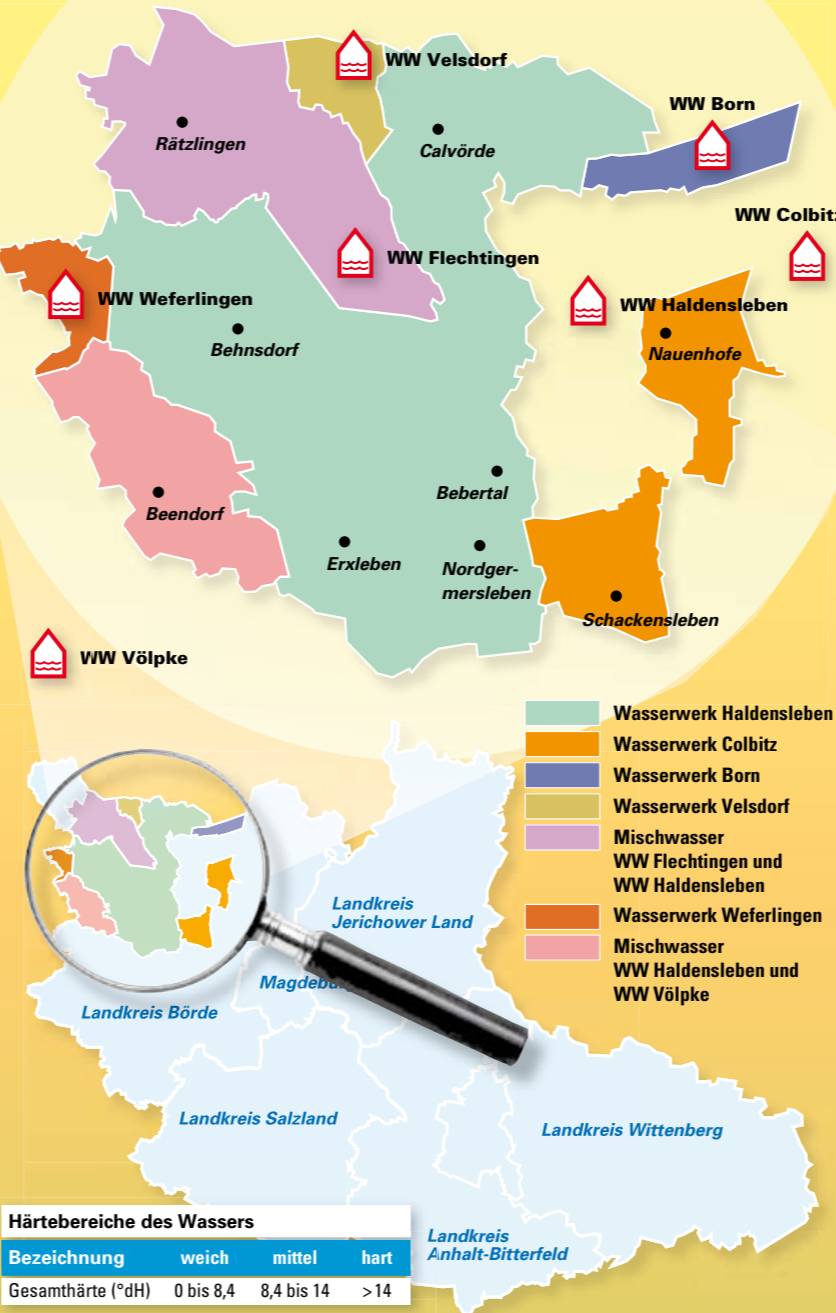 WW Velsdorf
WW Born
Rätzlingen
Calvörde
WW Colbitz
WW Flechtingen
WW Weferlingen
WW Haldensleben
Behnsdorf
Nauenhofe
Bebertal
Beendorf
Erxleben
Nordger-
mersleben
Schackensleben
WW Völpke
Wasserwerk Haldensleben
Wasserwerk Colbitz
Wasserwerk Born
Wasserwerk Velsdorf
Mischwasser
WW Flechtingen und
WW Haldensleben
Wasserwerk Weferlingen
Mischwasser
WW Haldensleben und
WW Völpke
Landkreis
Jerichower Land
Magdeburg
Landkreis Börde
Landkreis Salzland
Landkreis Wittenberg
Landkreis
Anhalt-Bitterfeld
Härtebereiche des Wassers
Bezeichnung weich mittel hart
Gesamthärte (°dH) 0 bis 8,4 8,4 bis 14 >14